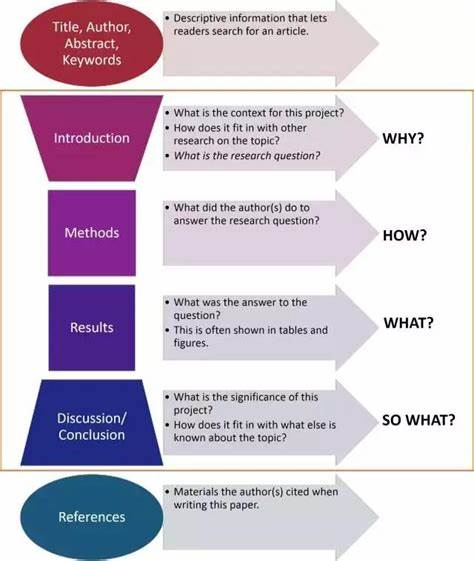 Title, Author,
Abstract,
Keywords
• Descriptive information that lets
readers search for an article.
Introduction
• What is the context for this project?
• How does it fit in with other
research on the topic?
• What is the research question?
WHY?
Methods
• What did the author(s) do to
answer the research question?
HOW?
Results
• What was the answer to the
question?
• This is often shown in tables and
figures.
WHAT?
Discussion/
Conclusion
• What is the significance of this
project?
• How does it fit in with what else is
known about the topic?
SO WHAT?
References
• Materials the author(s) cited when
writing this paper.